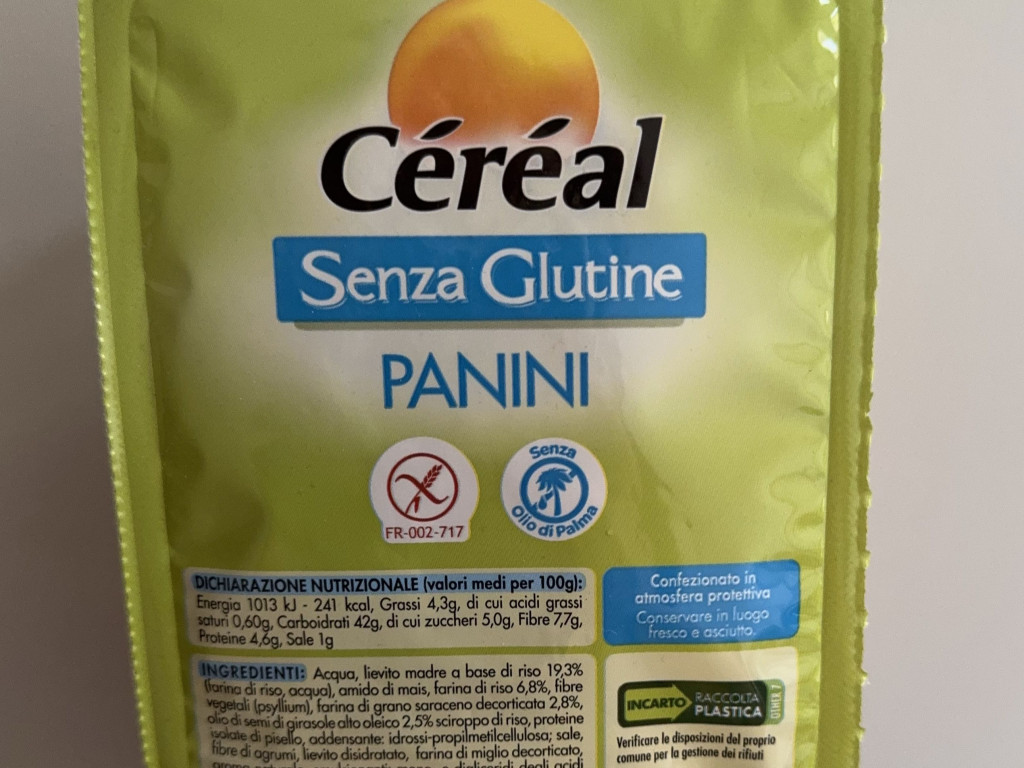 Céréal
Senza Glutine
PANINI
FR-002-717
Senza
Olio di Palma
DICHIARAZIONE NUTRIZIONALE (valori medi per 100g):
Energia 1013 kJ - 241 kcal, Grassi 4,3g, di cui acidi grassi
saturi 0,60g, Carboidrati 42g, di cui zuccheri 5,0g, Fibre 7,7g,
Proteine 4,6g, Sale 1g
Confezionato in
atmosfera protettiva
Conservare in luogo
fresco e asciutto.
INGREDIENTI: Acqua, lievito madre a base di riso 19,3%
(farina di riso, acqua), amido di mais, farina di riso 6,8%, fibre
vegetali (psyllium), farina di grano saraceno decorticata 2,8%,
olio di semi di girasole alto oleico 2,5% sciroppo di riso, proteine
isolate di pisello, addensante: idrossi-propilmetilcellulosa; sale,
fibre di agrumi, lievito disidratato, farina di miglio decorticato,
mono- e digliceridi degli acidi
INCARTO
RACCOLTA
PLASTICA
OTHER 7
Verificare le disposizioni del proprio
comune per la gestione dei rifiuti